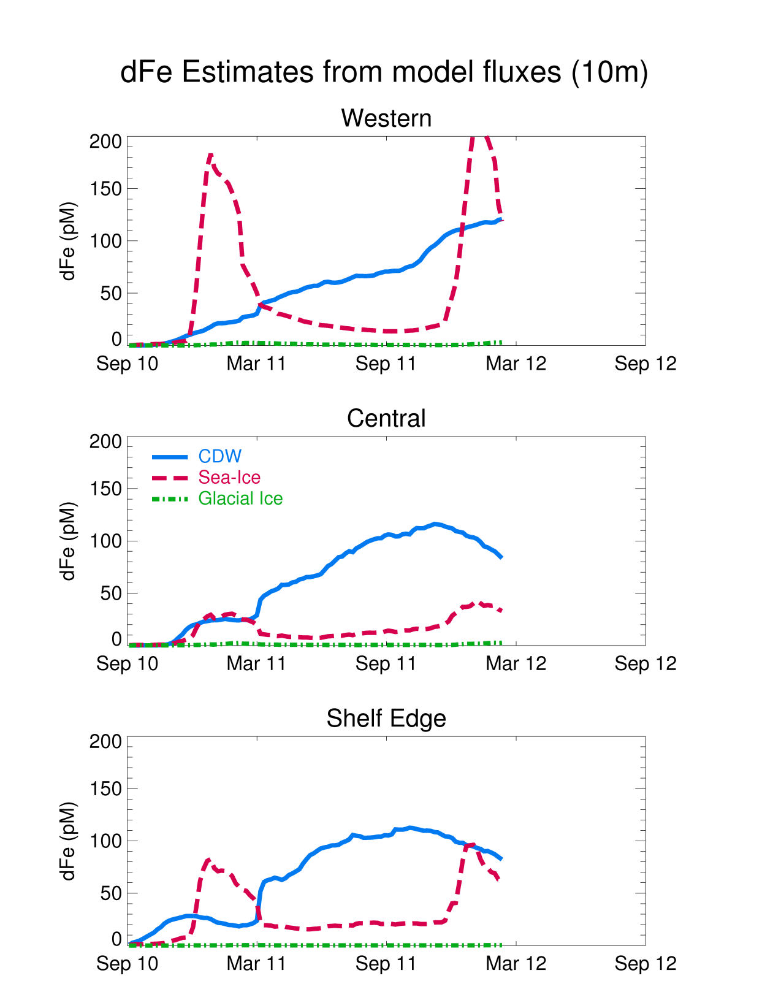 dFe Estimates from model fluxes (10m)
Western
200
150
100
50
0
dFe (pM)
Sep 10 Mar 11 Sep 11 Mar 12 Sep 12
Central
200
150
100
50
0
dFe (pM)
CDW
Sea-Ice
Glacial Ice
Sep 10 Mar 11 Sep 11 Mar 12 Sep 12
Shelf Edge
200
150
100
50
0
dFe (pM)
Sep 10 Mar 11 Sep 11 Mar 12 Sep 12